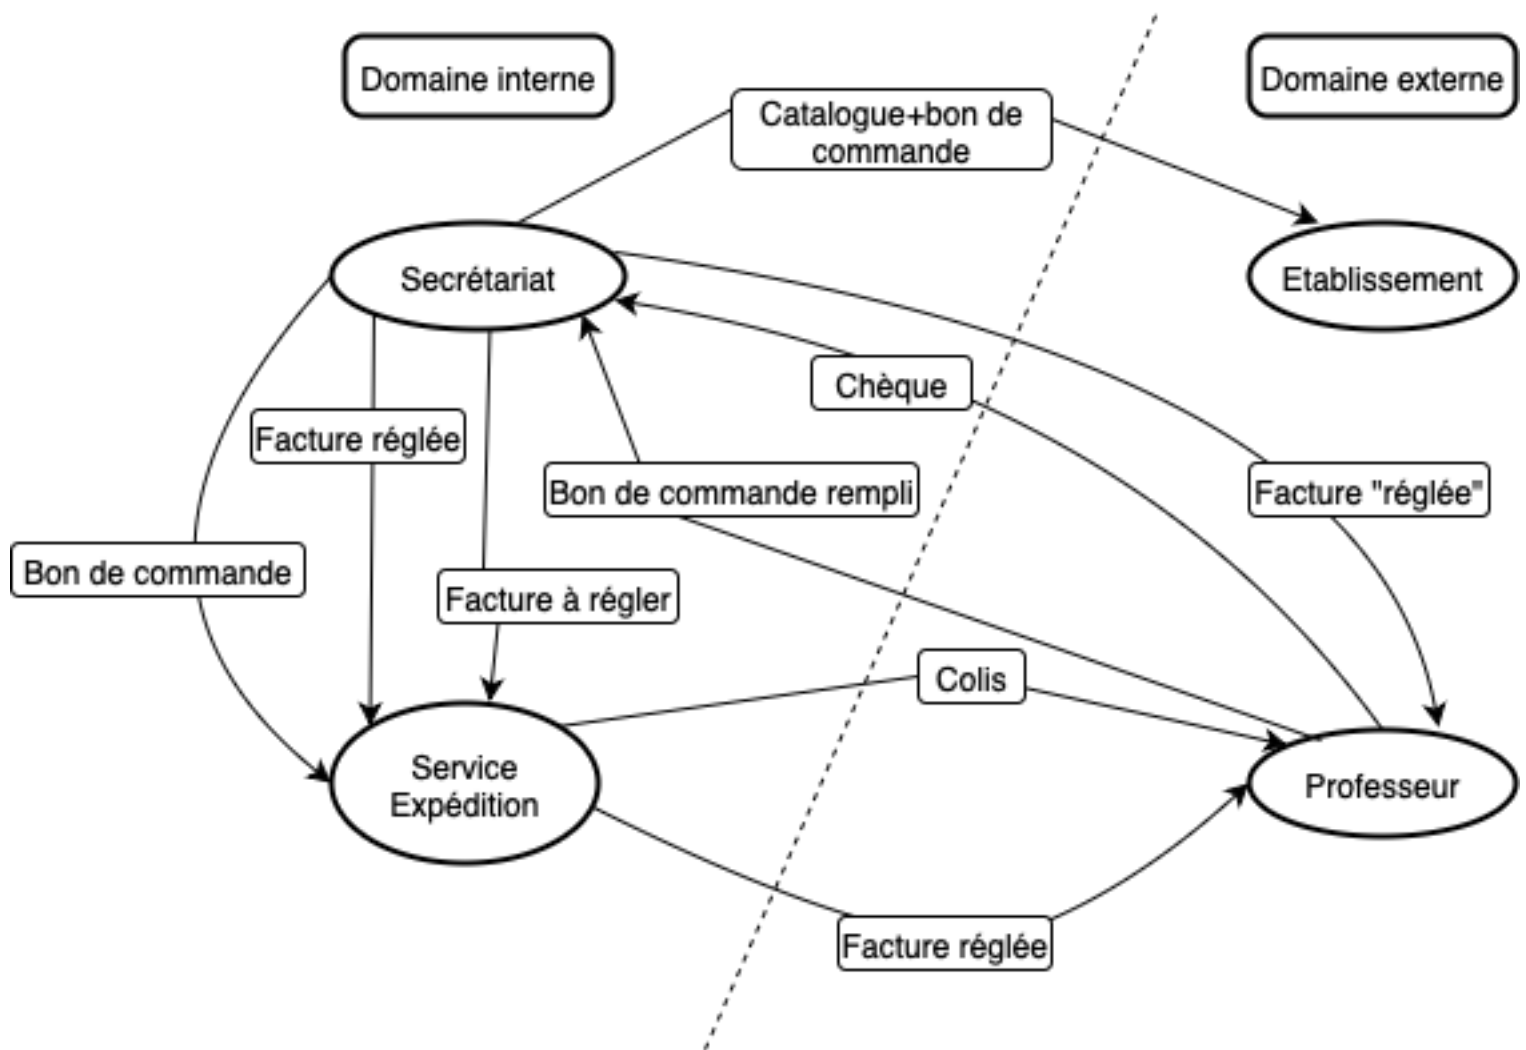 Domaine interne
Domaine externe
Catalogue+bon de
commande
Secrétariat
Etablissement
Chèque
Facture réglée
Bon de commande rempli
Facture "réglée"
Bon de commande
Facture à régler
Colis
Service
Expédition
Professeur
Facture réglée